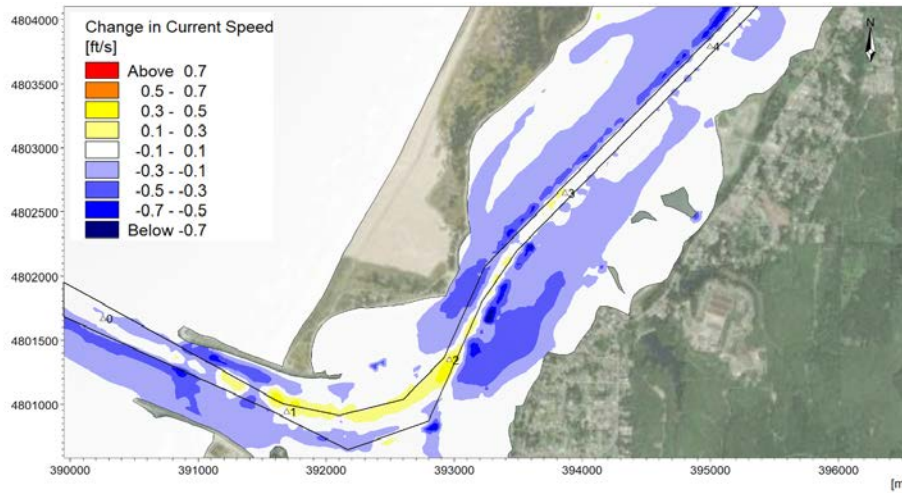 4804000
4803500
4803000
4802500
4802000
4801500
4801000
Change in Current Speed
[ft/s]
Above 0.7
0.5 - 0.7
0.3 - 0.5
0.1 - 0.3
-0.1 - 0.1
-0.3 - -0.1
-0.5 - -0.3
-0.7 - -0.5
Below -0.7
N
4
3
0
2
1
390000 391000 392000 393000 394000 395000 396000
[m